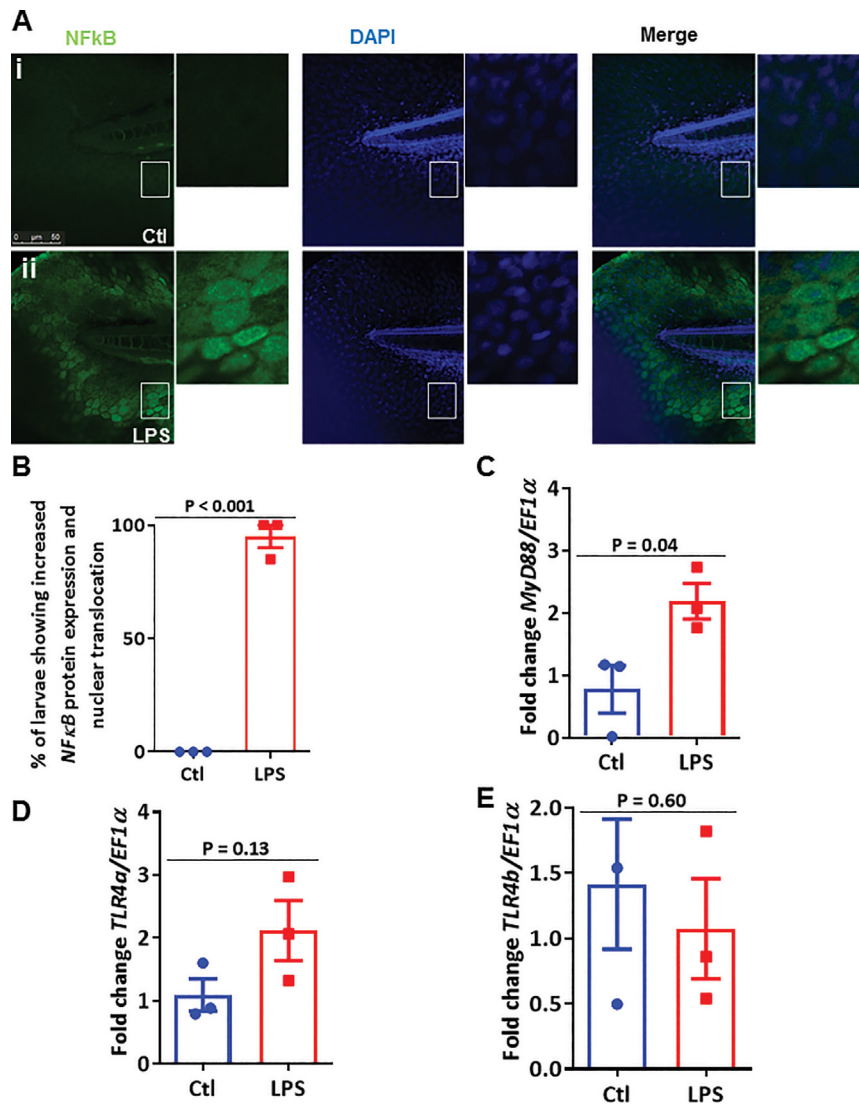 A
NFkB
DAPI
Merge
i
0 µm 50
Ctl
ii
LPS
B
% of larvae showing increased
NFκB protein expression and
nuclear translocation
P < 0.001
100
50
0
Ctl
LPS
C
Fold change MyD88/EF1α
P = 0.04
4
3
2
1
0
Ctl
LPS
D
Fold change TLR4a/EF1α
P = 0.13
4
3
2
1
0
Ctl
LPS
E
Fold change TLR4b/EF1α
P = 0.60
2.0
1.5
1.0
0.5
0.0
Ctl
LPS